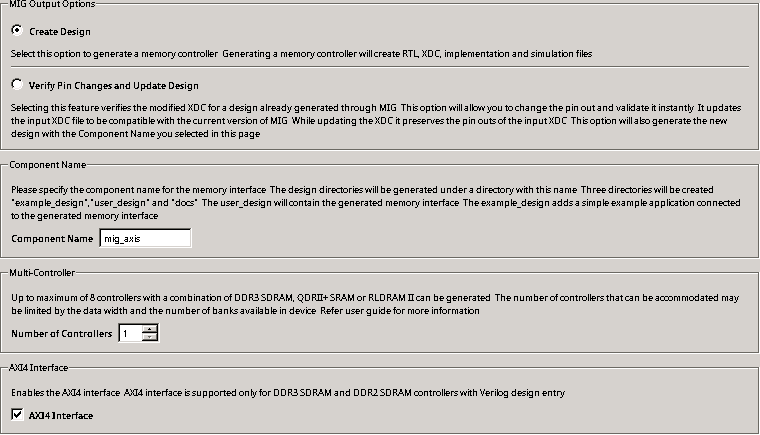 MIG Output Options
Create Design
Select this option to generate a memory controller. Generating a memory controller will create RTL, XDC, implementation and simulation files
Verify Pin Changes and Update Design
Selecting this feature verifies the modified XDC for a design already generated through MIG. This option will allow you to change the pin out and validate it instantly. It updates
the input XDC file to be compatible with the current version of MIG. While updating the XDC it preserves the pin outs of the input XDC. This option will also generate the new
design with the Component Name you selected in this page
Component Name
Please specify the component name for the memory interface. The design directories will be generated under a directory with this name. Three directories will be created
"example_design","user_design" and "docs". The user_design will contain the generated memory interface. The example_design adds a simple example application connected
to the generated memory interface
Component Name mig_axis
Multi-Controller
Up to maximum of 8 controllers with a combination of DDR3 SDRAM, QDRII+ SRAM or RLDRAM II can be generated. The number of controllers that can be accommodated may
be limited by the data width and the number of banks available in device. Refer user guide for more information
Number of Controllers 1
AXI4 Interface
Enables the AXI4 interface. AXI4 interface is supported only for DDR3 SDRAM and DDR2 SDRAM controllers with Verilog design entry
AXI4 Interface